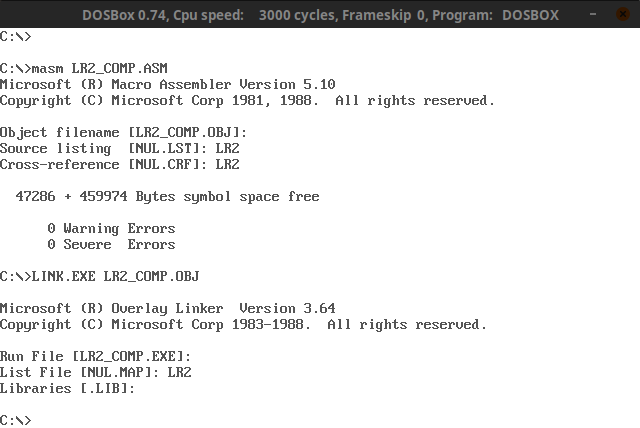 DOSBox 0.74, Cpu speed:    3000 cycles, Frameskip  0, Program:   DOSBOX
C:\>
C:\>masm LR2_COMP.ASM
Microsoft (R) Macro Assembler Version 5.10
Copyright (C) Microsoft Corp 1981, 1988.  All rights reserved.
Object filename [LR2_COMP.OBJ]:
Source listing  [NUL.LST]: LR2
Cross-reference [NUL.CRF]: LR2
  47286 + 459974 Bytes symbol space free
      0 Warning Errors
      0 Severe  Errors
C:\>LINK.EXE LR2_COMP.OBJ
Microsoft (R) Overlay Linker  Version 3.64
Copyright (C) Microsoft Corp 1983-1988.  All rights reserved.
Run File [LR2_COMP.EXE]:
List File [NUL.MAP]: LR2
Libraries [.LIB]:
C:\>